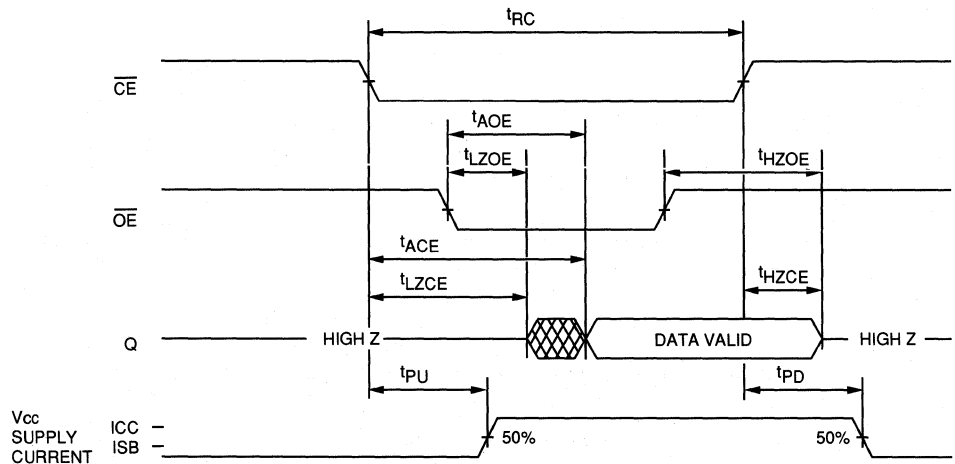 tRC
CE
tAOE
tLZOE
tHZOE
OE
tACE
tLZCE
tHZCE
Q
HIGH Z
DATA VALID
HIGH Z
tPU
tPD
Vcc
SUPPLY
CURRENT
ICC
ISB
50%
50%